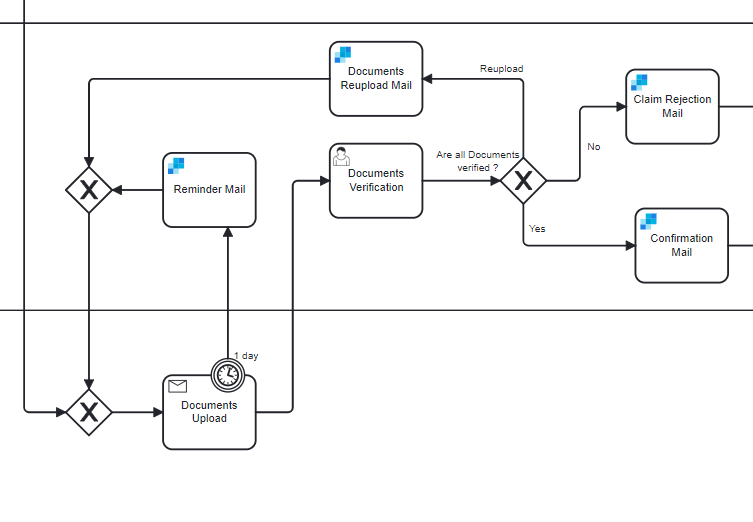 Documents
Reupload Mail
Reupload
Claim Rejection
Mail
No
Reminder Mail
Documents
Verification
Are all Documents
verified ?
Yes
Confirmation
Mail
1 day
Documents
Upload